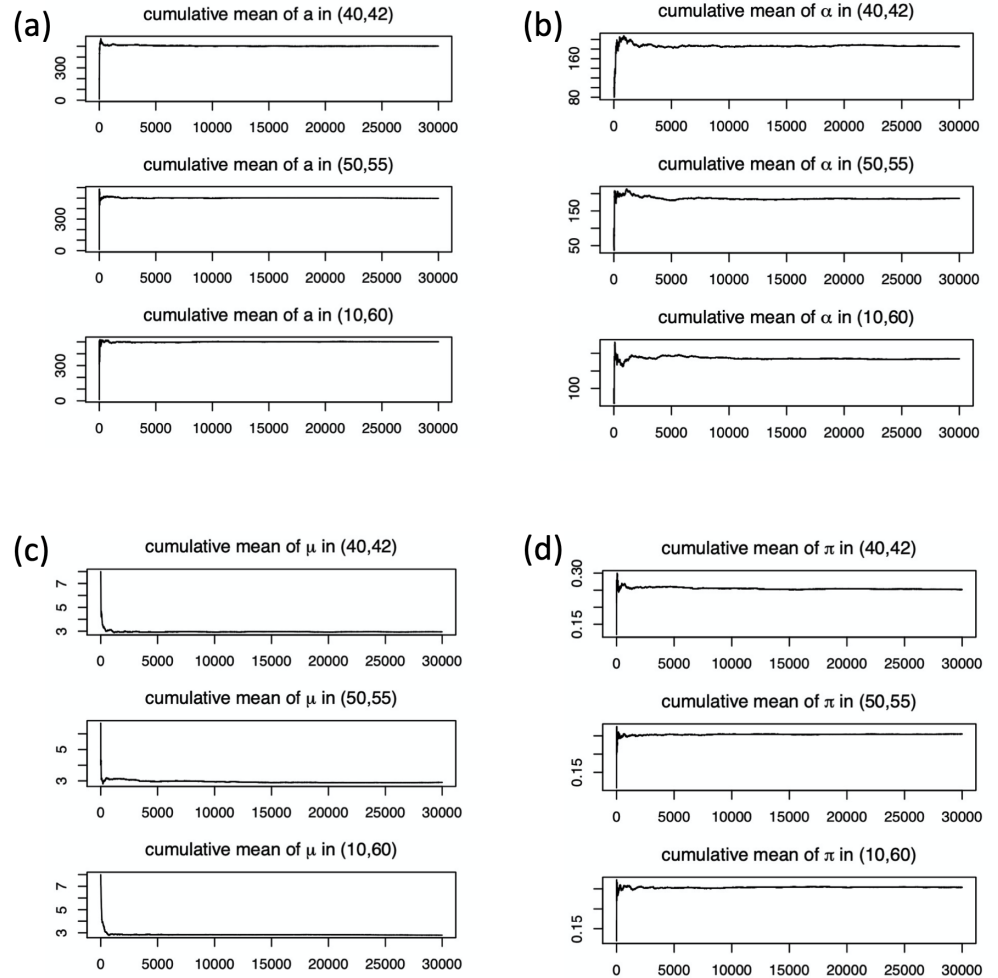 (a)
cumulative mean of a in (40,42)
300
0
0 5000 10000 15000 20000 25000 30000
cumulative mean of a in (50,55)
300
0
0 5000 10000 15000 20000 25000 30000
cumulative mean of a in (10,60)
300
0
0 5000 10000 15000 20000 25000 30000
(b)
cumulative mean of α in (40,42)
160
80
0 5000 10000 15000 20000 25000 30000
cumulative mean of α in (50,55)
150
50
0 5000 10000 15000 20000 25000 30000
cumulative mean of α in (10,60)
100
0 5000 10000 15000 20000 25000 30000
(c)
cumulative mean of μ in (40,42)
7
5
3
0 5000 10000 15000 20000 25000 30000
cumulative mean of μ in (50,55)
5
3
0 5000 10000 15000 20000 25000 30000
cumulative mean of μ in (10,60)
7
5
3
0 5000 10000 15000 20000 25000 30000
(d)
cumulative mean of π in (40,42)
0.30
0.15
0 5000 10000 15000 20000 25000 30000
cumulative mean of π in (50,55)
0.15
0 5000 10000 15000 20000 25000 30000
cumulative mean of π in (10,60)
0.15
0 5000 10000 15000 20000 25000 30000